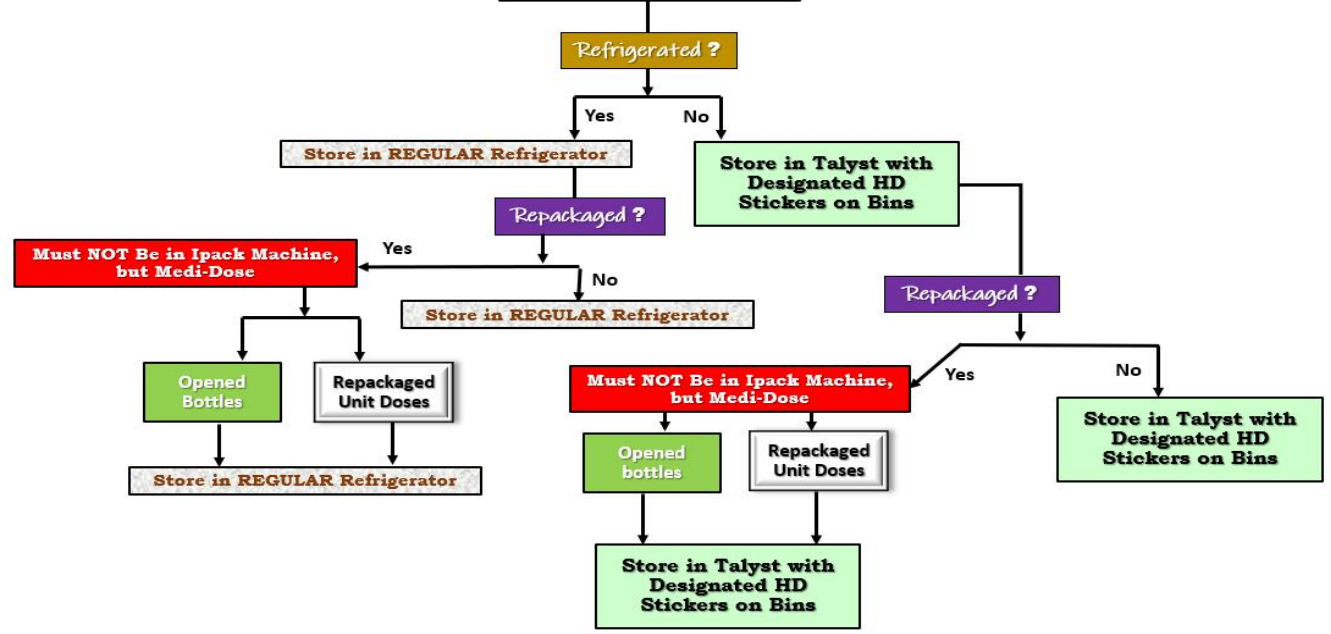 Refrigerated ?
Yes
No
Store in REGULAR Refrigerator
Store in Talyst with
Designated HD
Stickers on Bins
Repackaged ?
Must NOT Be in Ipack Machine,
but Medi-Dose
Yes
No
Store in REGULAR Refrigerator
Repackaged ?
Opened
Bottles
Repackaged
Unit Doses
Must NOT Be in Ipack Machine,
but Medi-Dose
Yes
No
Store in Talyst with
Designated HD
Stickers on Bins
Opened
bottles
Repackaged
Unit Doses
Store in REGULAR Refrigerator
Store in Talyst with
Designated HD
Stickers on Bins